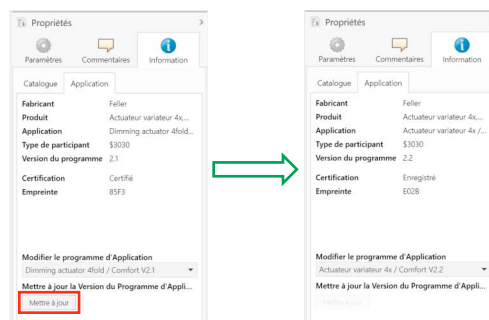 Propriétés
Paramètres Commentaires Information
Catalogue Application
Fabricant Feller
Produit Actuateur variateur 4x,...
Application Dimming actuator 4fold...
Type de participant $3030
Version du programme 2.1
Certification Certifié
Empreinte 85F3
Modifier le programme d'Application
Dimming actuator 4fold / Comfort V2.1
Mettre à jour la Version du Programme d'Appli...
Mettre à jour
Propriétés
Paramètres Commentaires Information
Catalogue Application
Fabricant Feller
Produit Actuateur variateur 4x,...
Application Actuateur variateur 4x /...
Type de participant $3030
Version du programme 2.2
Certification Enregistré
Empreinte E02B
Modifier le programme d'Application
Actuateur variateur 4x / Comfort V2.2
Mettre à jour la Version du Programme d'Appli...
Mettre à jour